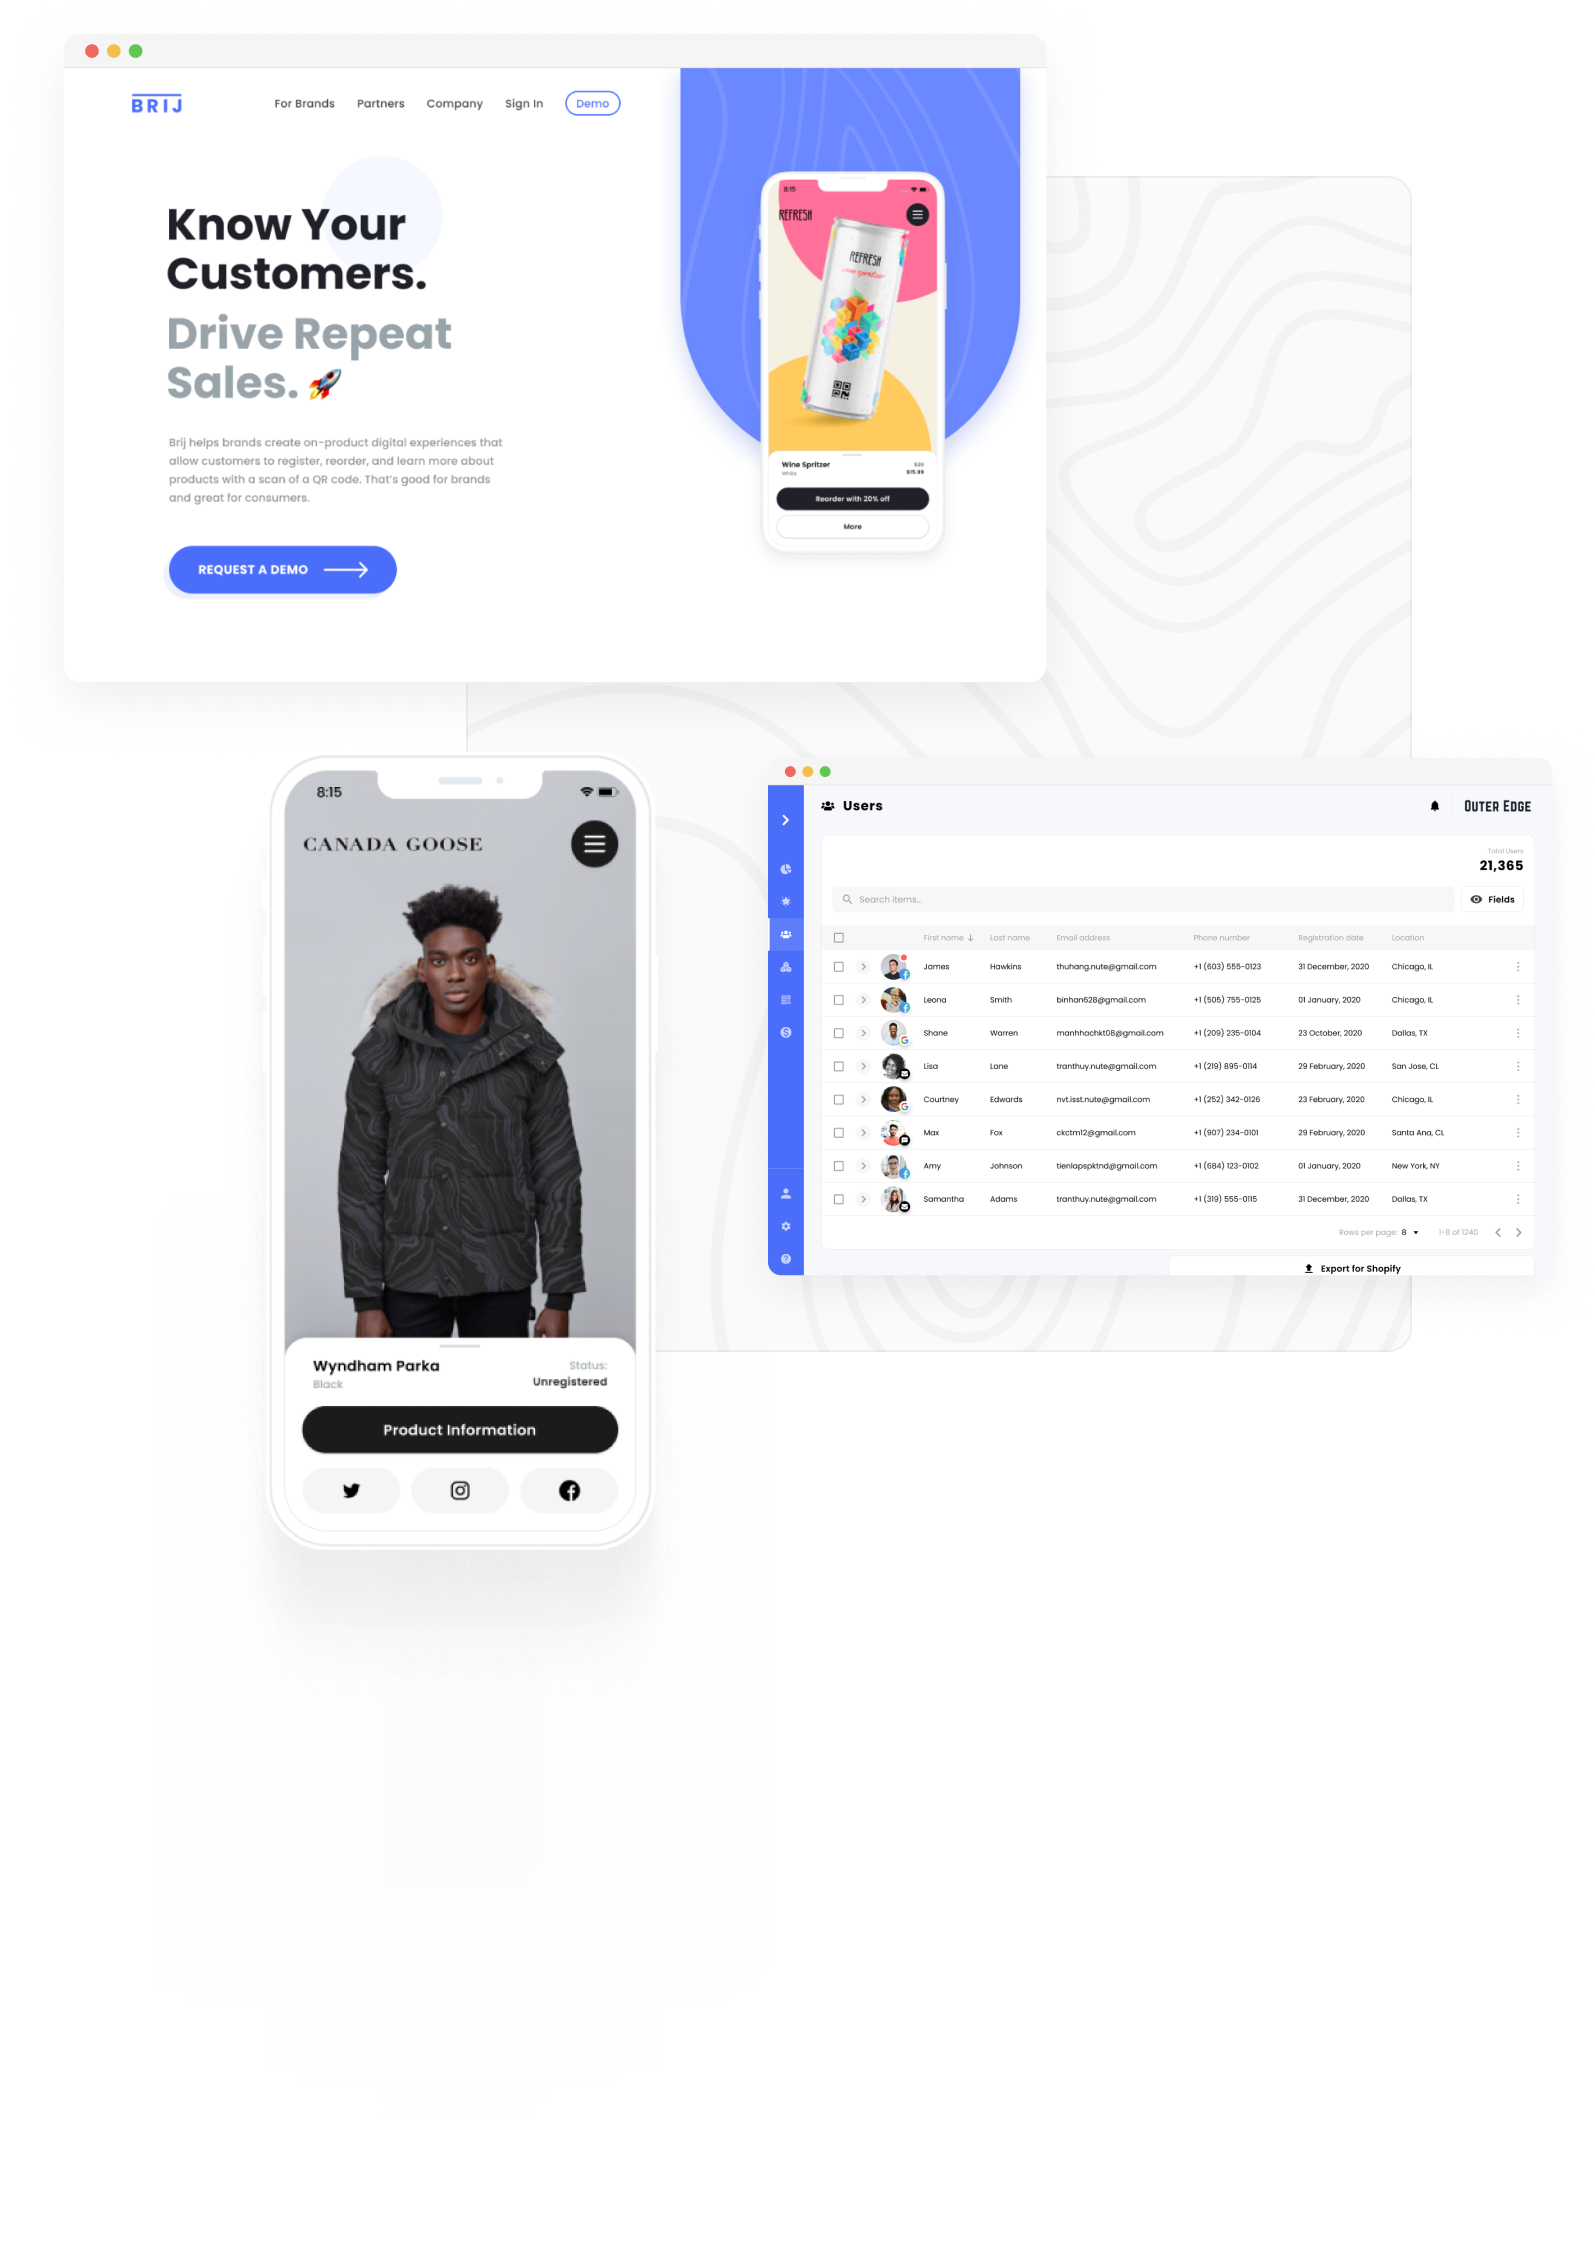 BRIJ
For Brands Partners Company Sign In Demo
Know Your
Customers.
Drive Repeat
Sales.
Brij helps brands create on-product digital experiences that
allow customers to register, reorder, and learn more about
products with a scan of a QR code. That's good for brands
and great for consumers.
REQUEST A DEMO
8:15
REFRESH
REFRESH
wine spritzer
Wine Spritzer $20
White $15.99
Reorder with 20% off
More
8:15
CANADA GOOSE
Wyndham Parka Status:
Black Unregistered
Product Information
Users OUTER EDGE
Total Users
21,365
Search items... Fields
First name Last name Email address Phone number Registration date Location
James Hawkins thuhang.nute@gmail.com +1 (603) 555-0123 31 December, 2020 Chicago, IL
Leona Smith binhan628@gmail.com +1 (505) 755-0125 01 January, 2020 Chicago, IL
Shane Warren manhhachkt08@gmail.com +1 (209) 235-0104 23 October, 2020 Dallas, TX
Lisa Lane tranthuy.nute@gmail.com +1 (219) 895-0114 29 February, 2020 San Jose, CL
Courtney Edwards nvt.isst.nute@gmail.com +1 (252) 342-0126 23 February, 2020 Chicago, IL
Max Fox ckctm12@gmail.com +1 (907) 234-0101 29 February, 2020 Santa Ana, CL
Amy Johnson tienlapspktnd@gmail.com +1 (684) 123-0102 01 January, 2020 New York, NY
Samantha Adams tranthuy.nute@gmail.com +1 (319) 555-0115 31 December, 2020 Dallas, TX
Rows per page: 8 1-8 of 1240
Export for Shopify